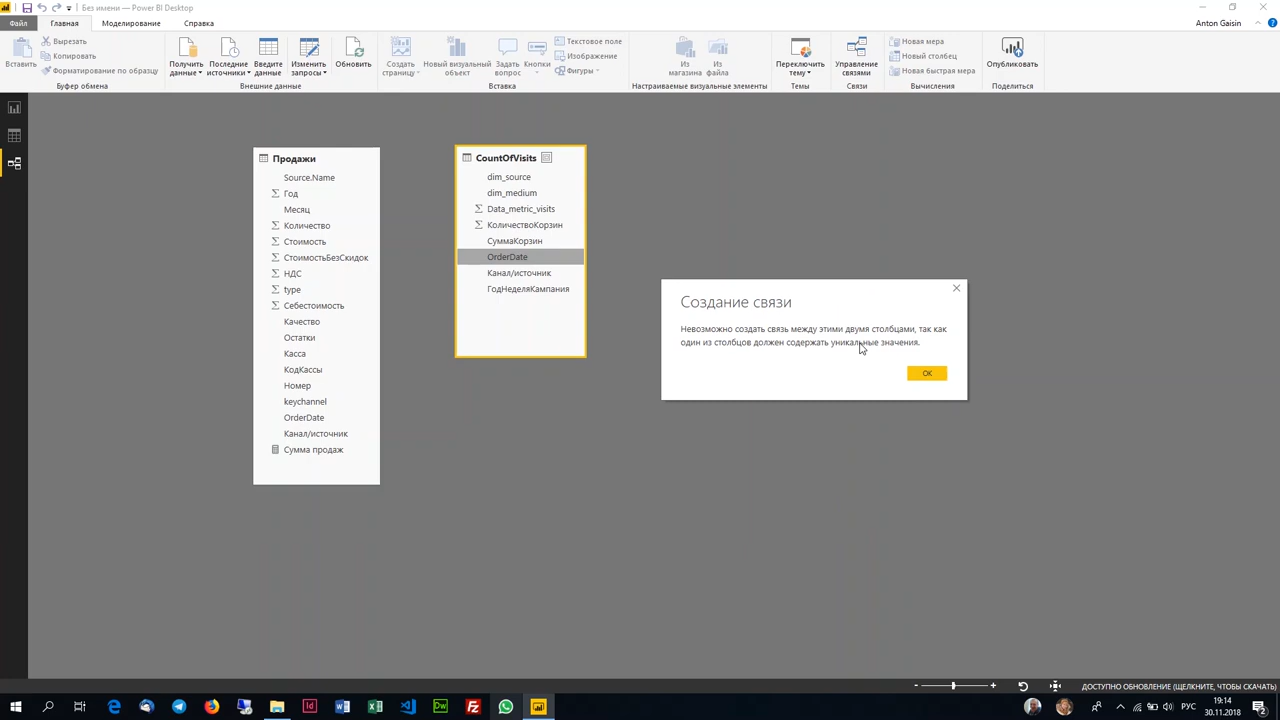 Без имени — Power BI Desktop
Файл Главная Моделирование Справка Anton Gaisin
Вставить
Вырезать
Копировать
Форматирование по образцу
Буфер обмена
Получить данные
Последние источники
Введите данные
Изменить запросы
Обновить
Внешние данные
Создать страницу
Новый визуальный объект
Задать вопрос
Кнопки
Текстовое поле
Изображение
Фигуры
Вставка
Из магазина
Из файла
Настраиваемые визуальные элементы
Переключить тему
Темы
Управление связями
Связи
Новая мера
Новый столбец
Новая быстрая мера
Вычисления
Опубликовать
Поделиться
Продажи
Source.Name
Год
Месяц
Количество
Стоимость
СтоимостьБезСкидок
НДС
type
Себестоимость
Качество
Остатки
Касса
КодКассы
Номер
keychannel
OrderDate
Канал/источник
Сумма продаж
CountOfVisits
dim_source
dim_medium
Data_metric_visits
КоличествоКорзин
СуммаКорзин
OrderDate
Канал/источник
ГодНеделяКампания
Создание связи
Невозможно создать связь между этими двумя столбцами, так как
один из столбцов должен содержать уникальные значения.
OK
ДОСТУПНО ОБНОВЛЕНИЕ (ЩЕЛКНИТЕ, ЧТОБЫ СКАЧАТЬ)
РУС
19:14
30.11.2018